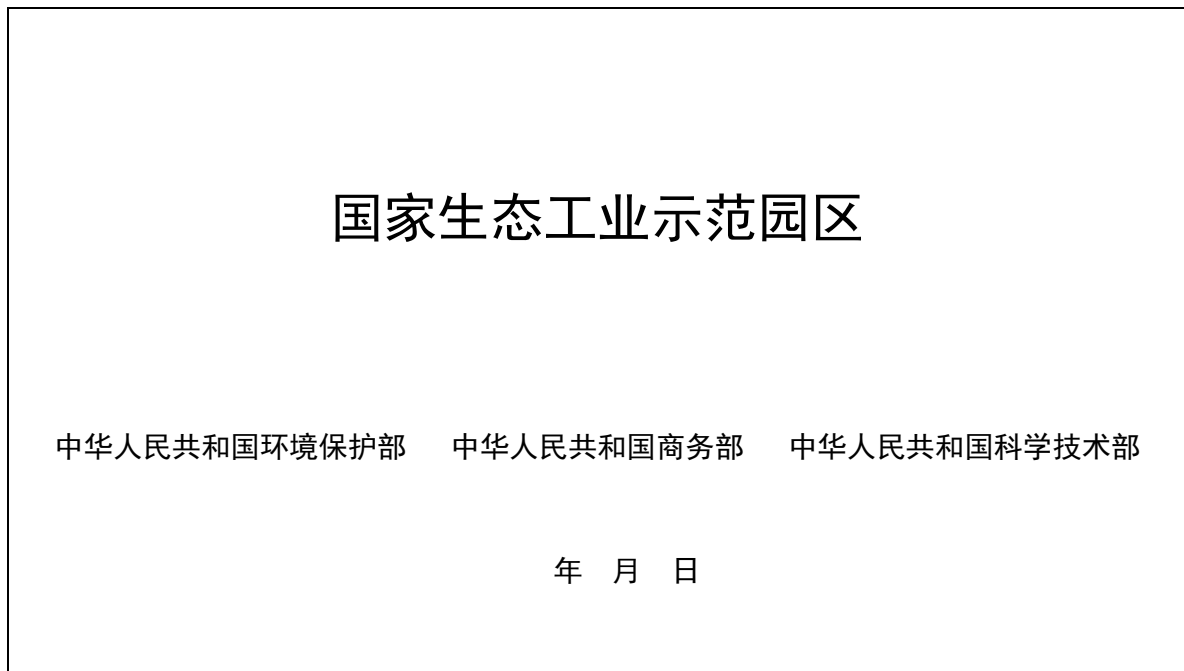 国家生态工业示范园区
中华人民共和国环境保护部 中华人民共和国商务部 中华人民共和国科学技术部
年 月 日